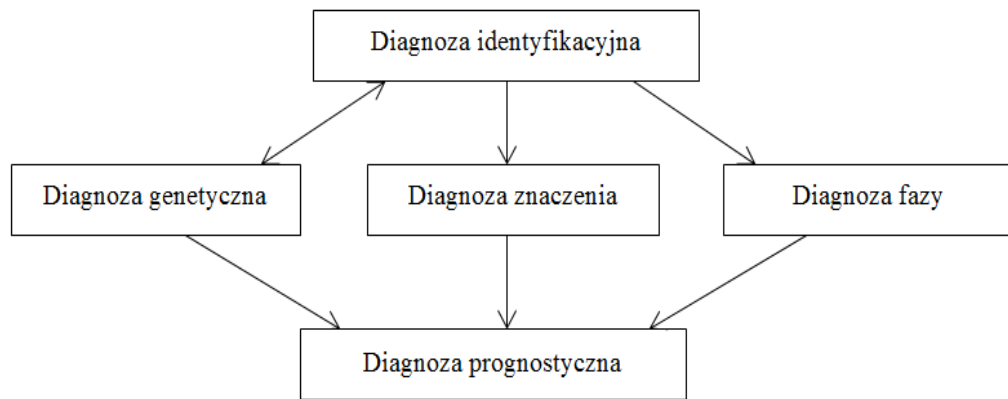 Diagnoza identyfikacyjna
Diagnoza genetyczna
Diagnoza znaczenia
Diagnoza fazy
Diagnoza prognostyczna